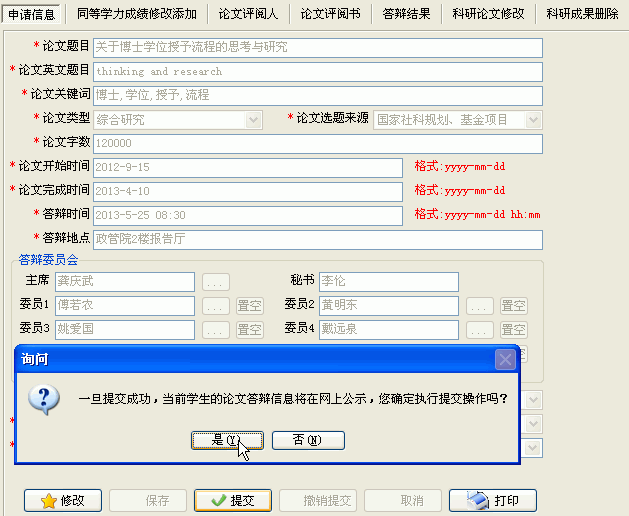 申请信息 同等学力成绩修改添加 论文评阅人 论文评阅书 答辩结果 科研论文修改 科研成果删除
* 论文题目 关于博士学位授予流程的思考与研究
* 论文英文题目 thinking and research
* 论文关键词 博士,学位,授予,流程
* 论文类型 综合研究 * 论文选题来源 国家社科规划、基金项目
* 论文字数 120000
* 论文开始时间 2012-9-15 格式:yyyy-mm-dd
* 论文完成时间 2013-4-10 格式:yyyy-mm-dd
* 答辩时间 2013-5-25 08:30 格式:yyyy-mm-dd hh:mm
* 答辩地点 政管院2楼报告厅
答辩委员会
主席 龚庆武 ... 秘书 李伦
委员1 傅若农 ... 置空 委员2 黄明东 ... 置空
委员3 姚爱国 ... 置空 委员4 戴远泉 ... 置空
询问
一旦提交成功，当前学生的论文答辩信息将在网上公示，您确定执行提交操作吗？
是(Y) 否(N)
修改 保存 提交 撤销提交 取消 打印